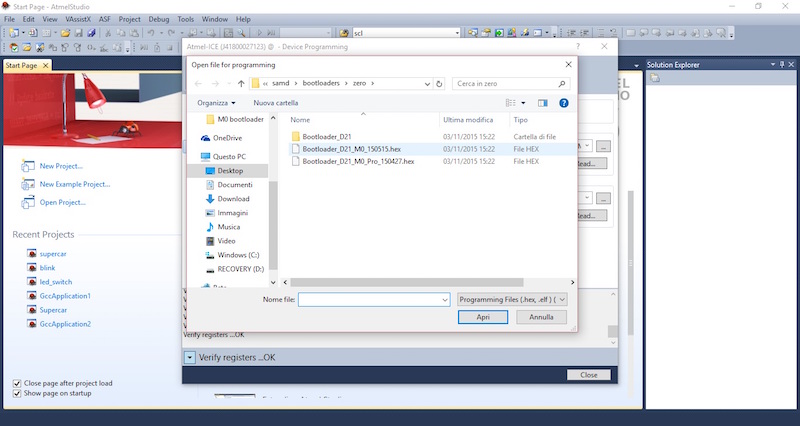 Start Page - AtmelStudio
File Edit View VAssistX ASF Project Debug Tools Window Help
scl
Atmel-ICE (J41800027123) @ - Device Programming
Open file for programming
Start Page
Solution Explorer
« samd › bootloaders › zero ›
Cerca in zero
Organizza
Nuova cartella
M0 bootloader
OneDrive
Questo PC
Desktop
Documenti
Download
Immagini
Musica
Video
Windows (C:)
RECOVERY (D:)
Nome
Ultima modifica
Tipo
Bootloader_D21
03/11/2015 15:22
Cartella di file
Bootloader_D21_M0_150515.hex
03/11/2015 15:22
File HEX
Bootloader_D21_M0_Pro_150427.hex
03/11/2015 15:22
File HEX
New Project...
New Example Project...
Open Project...
Recent Projects
supercar
blink
led_switch
GccApplication1
Supercar
GccApplication2
Nome file:
Programming Files (.hex, .elf ) (
Apri
Annulla
Verify registers ...OK
Verify registers ...OK
Close page after project load
Show page on startup
Close